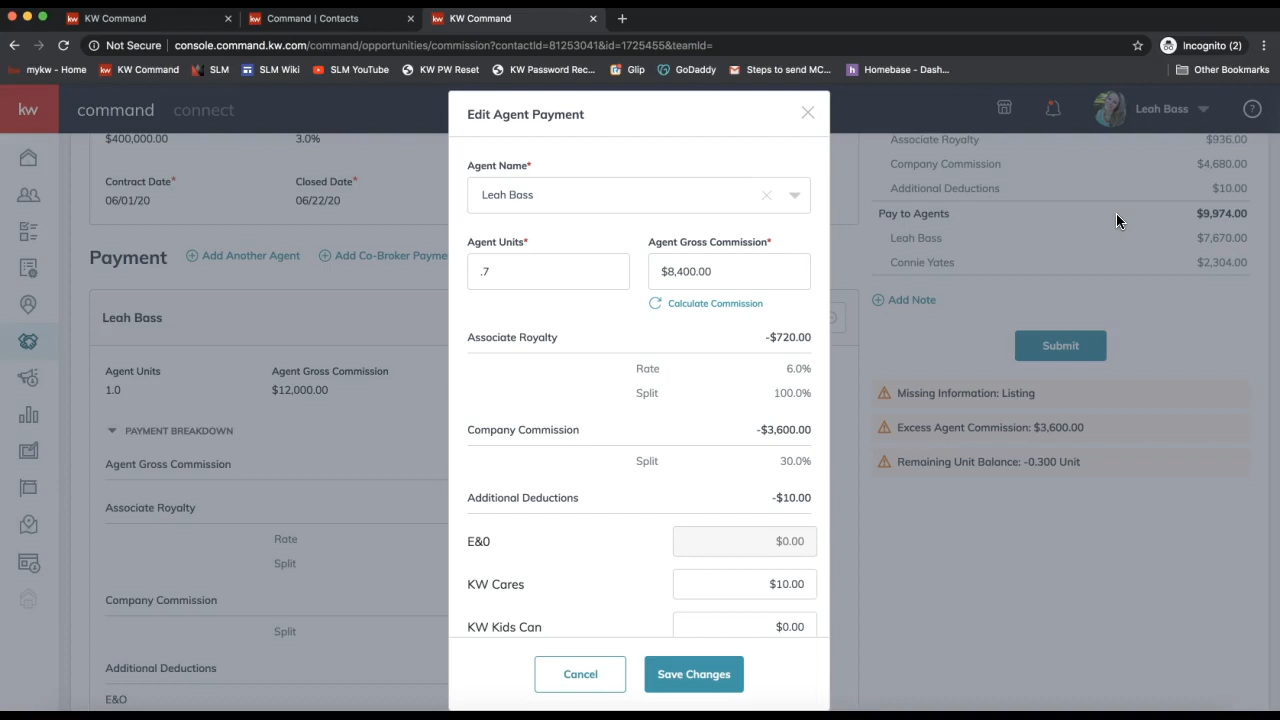 KW Command
Command | Contacts
KW Command
Not Secure | console.command.kw.com/command/opportunities/commission?contactId=81253041&id=1725455&teamId=
Incognito (2)
mykw - Home
KW Command
SLM
SLM Wiki
SLM YouTube
KW PW Reset
KW Password Rec...
Glip
GoDaddy
Steps to send MC...
Homebase - Dash...
Other Bookmarks
kw
command connect
Leah Bass
$400,000.00 3.0%
Contract Date* Closed Date*
06/01/20 06/22/20
Payment
Add Another Agent
Add Co-Broker Payme
Leah Bass
Agent Units Agent Gross Commission
1.0 $12,000.00
PAYMENT BREAKDOWN
Agent Gross Commission
Associate Royalty
Rate
Split
Company Commission
Split
Additional Deductions
E&O
Edit Agent Payment
Agent Name*
Leah Bass
Agent Units* Agent Gross Commission*
.7 $8,400.00
Calculate Commission
Associate Royalty -$720.00
Rate 6.0%
Split 100.0%
Company Commission -$3,600.00
Split 30.0%
Additional Deductions -$10.00
E&O $0.00
KW Cares $10.00
KW Kids Can $0.00
Cancel Save Changes
Associate Royalty $936.00
Company Commission $4,680.00
Additional Deductions $10.00
Pay to Agents $9,974.00
Leah Bass $7,670.00
Connie Yates $2,304.00
Add Note
Submit
Missing Information: Listing
Excess Agent Commission: $3,600.00
Remaining Unit Balance: -0.300 Unit